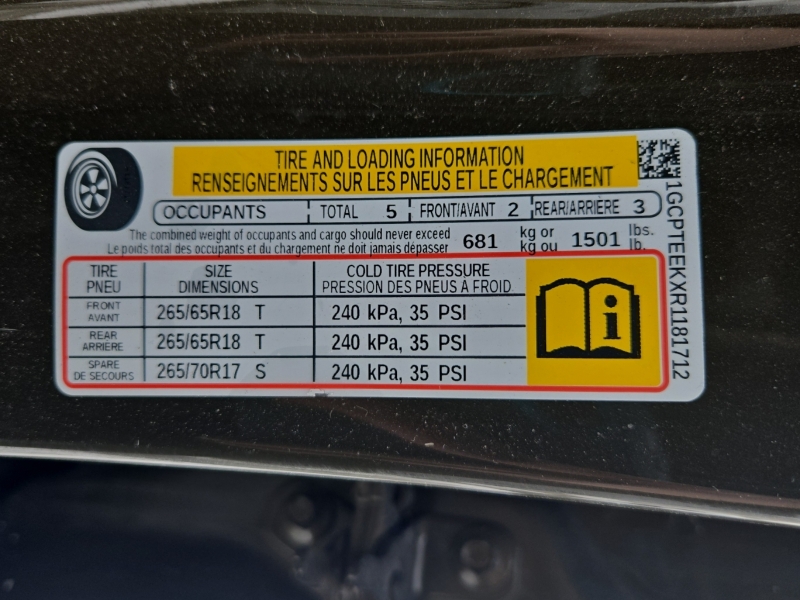 TIRE AND LOADING INFORMATION
RENSEIGNEMENTS SUR LES PNEUS ET LE CHARGEMENT
OCCUPANTS TOTAL 5 FRONT/AVANT 2 REAR/ARRIÈRE 3
The combined weight of occupants and cargo should never exceed 681 kg or 1501 lbs.
Le poids total des occupants et du chargement ne doit jamais dépasser kg ou lb.
TIRE SIZE COLD TIRE PRESSURE
PNEU DIMENSIONS PRESSION DES PNEUS A FROID
FRONT
AVANT 265/65R18 T 240 kPa, 35 PSI
REAR
ARRIERE 265/65R18 T 240 kPa, 35 PSI
SPARE
DE SECOURS 265/70R17 S 240 kPa, 35 PSI
1GCPTEEKXR1181712